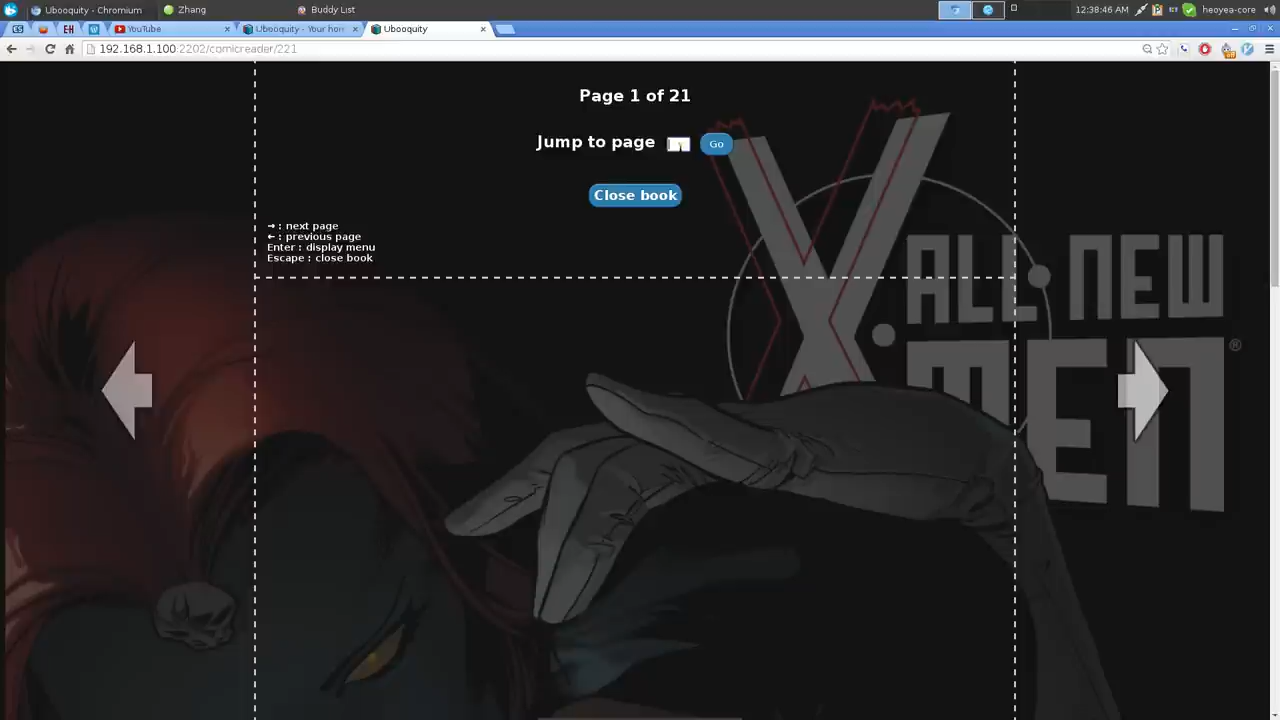 Ubooquity - Chromium
Zhang
Buddy List
12:38:46 AM
heoyea-core
YouTube
Ubooquity - Your hom
Ubooquity
192.168.1.100:2202/comicreader/221
Page 1 of 21
Jump to page
Go
Close book
→ : next page
← : previous page
Enter : display menu
Escape : close book
X
ALL·NEW
MEN®